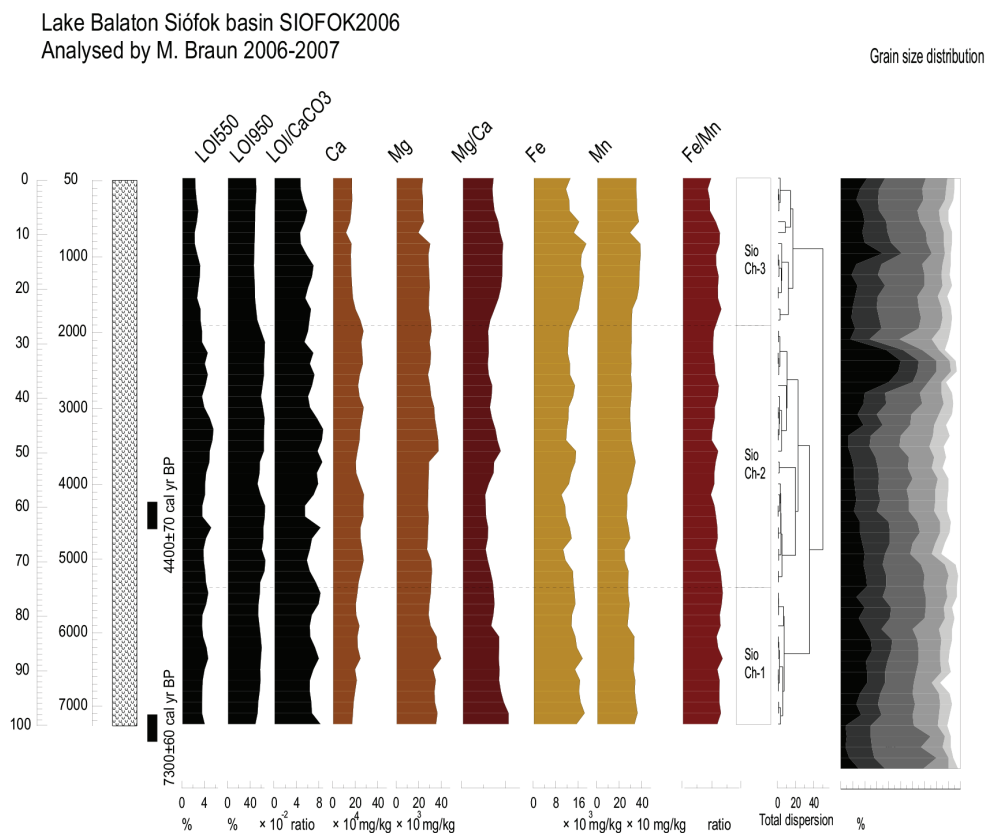 Lake Balaton Siófok basin SIOFOK2006
Analysed by M. Braun 2006-2007
Grain size distribution
LOI550
LOI950
LOI/CaCO3
Ca
Mg
Mg/Ca
Fe
Mn
Fe/Mn
0
10
20
30
40
50
60
70
80
90
100
50
1000
2000
3000
4000
5000
6000
7000
4400±70 cal yr BP
7300±60 cal yr BP
Sio
Ch-3
Sio
Ch-2
Sio
Ch-1
0 4 0 40 0 4 8 0 20 40 0 20 40 0 8 16 0 20 40 0 20 40
% % × 10⁻² ratio × 10⁴ mg/kg × 10³ mg/kg × 10³ mg/kg × 10 mg/kg ratio Total dispersion %